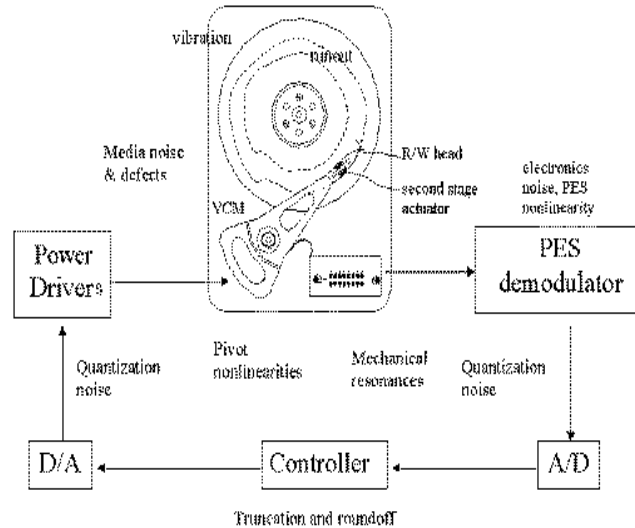 vibration
runout
Media noise
& defects
R/W head
second stage
actuator
electronics
noise, PES
nonlinearity
VCM
Power
Drivers
PES
demodulator
Quantization
noise
Pivot
nonlinearities
Mechanical
resonances
Quantization
noise
D/A
Controller
A/D
Truncation and roundoff